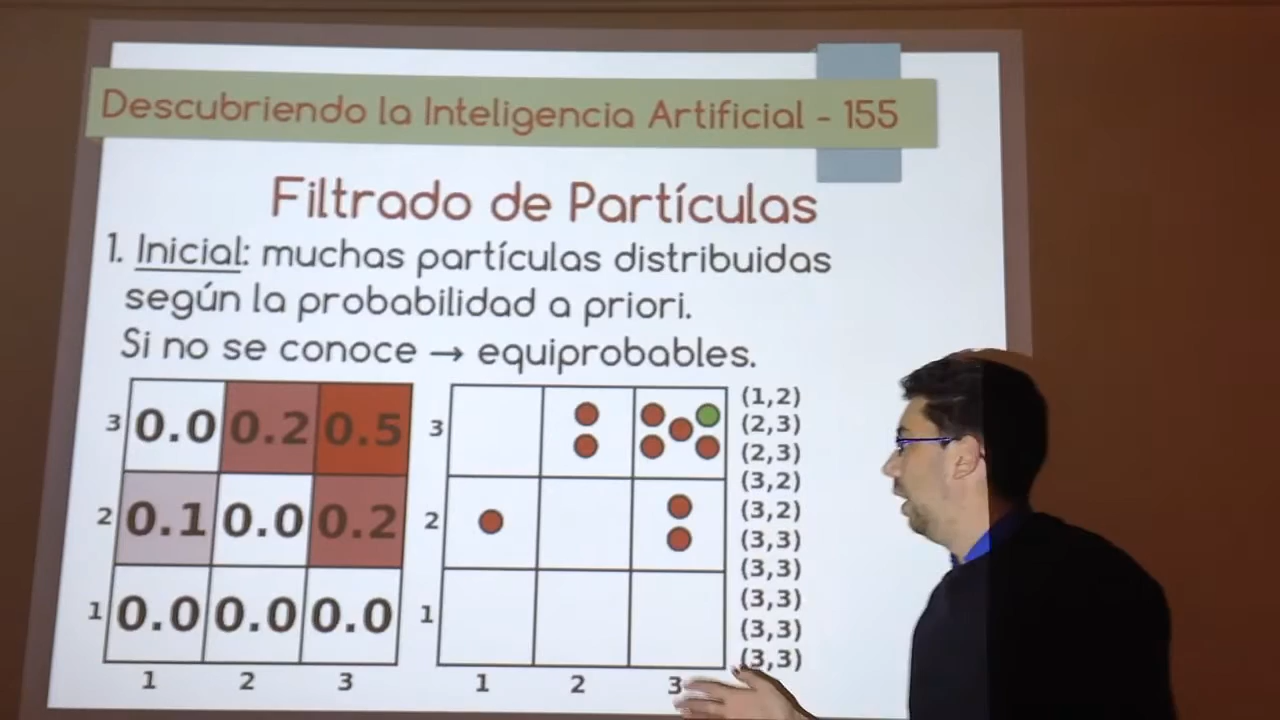 Descubriendo la Inteligencia Artificial - 155
Filtrado de Partículas
1. Inicial: muchas partículas distribuidas
según la probabilidad a priori.
Si no se conoce → equiprobables.
3 0.0 0.2 0.5
2 0.1 0.0 0.2
1 0.0 0.0 0.0
1 2 3
3
2
1
1 2 3
(1,2)
(2,3)
(2,3)
(3,2)
(3,2)
(3,3)
(3,3)
(3,3)
(3,3)
(3,3)